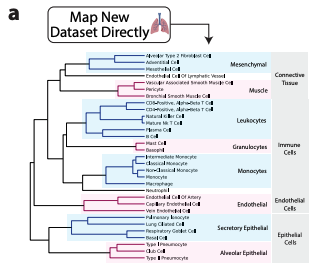 a
Map New
Dataset Directly
Alveolar Type 2 Fibroblast Cell
Adventitial Cell
Mesothelial Cell
Mesenchymal
Endothelial Cell Of Lymphatic Vessel
Connective
Tissue
Vascular Associated Smooth Muscle Cell
Pericyte
Bronchial Smooth Muscle Cell
Muscle
CD8-Positive, Alpha-Beta T Cell
CD4-Positive, Alpha-Beta T Cell
Natural Killer Cell
Mature NK T Cell
Plasma Cell
B Cell
Leukocytes
Mast Cell
Basophil
Granulocytes
Immune
Cells
Intermediate Monocyte
Classical Monocyte
Non-Classical Monocyte
Monocyte
Macrophage
Monocytes
Neutrophil
Endothelial Cell Of Artery
Capillary Endothelial Cell
Vein Endothelial Cell
Endothelial
Endothelial
Cells
Pulmonary Ionocyte
Lung Ciliated Cell
Respiratory Goblet Cell
Basal Cell
Secretory Epithelial
Epithelial
Cells
Type I Pneumocyte
Club Cell
Type II Pneumocyte
Alveolar Epithelial